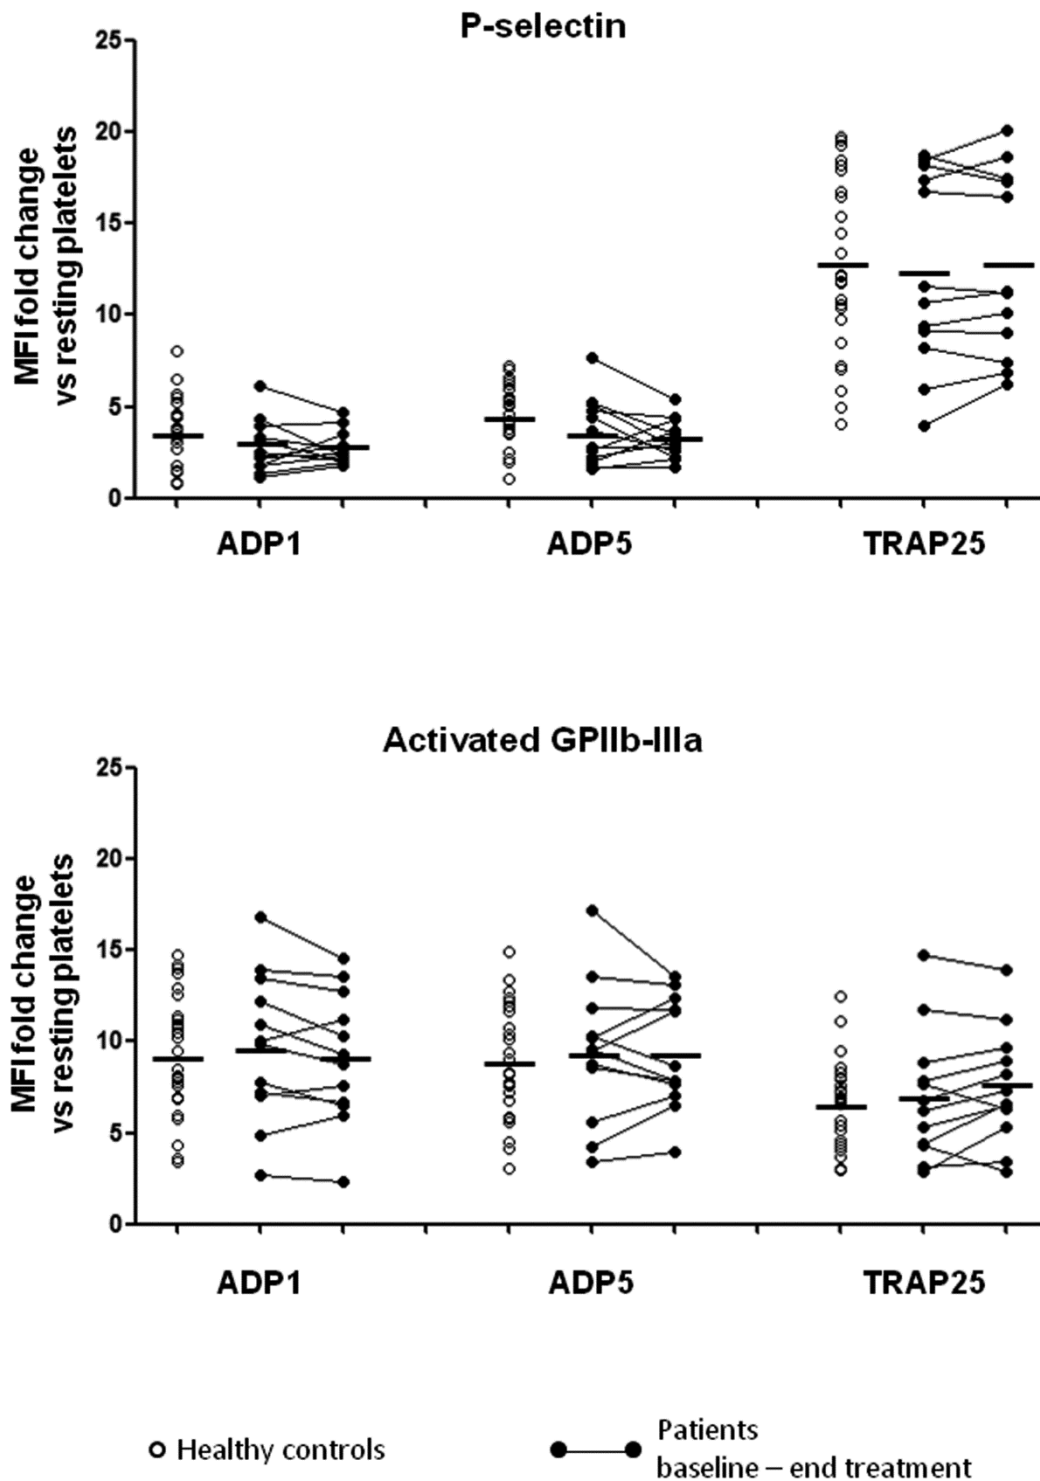 P-selectin
MFI fold change
vs resting platelets
25
20
15
10
5
0
ADP1 ADP5 TRAP25
Activated GPIIb-IIIa
MFI fold change
vs resting platelets
25
20
15
10
5
0
ADP1 ADP5 TRAP25
Healthy controls
Patients
baseline – end treatment